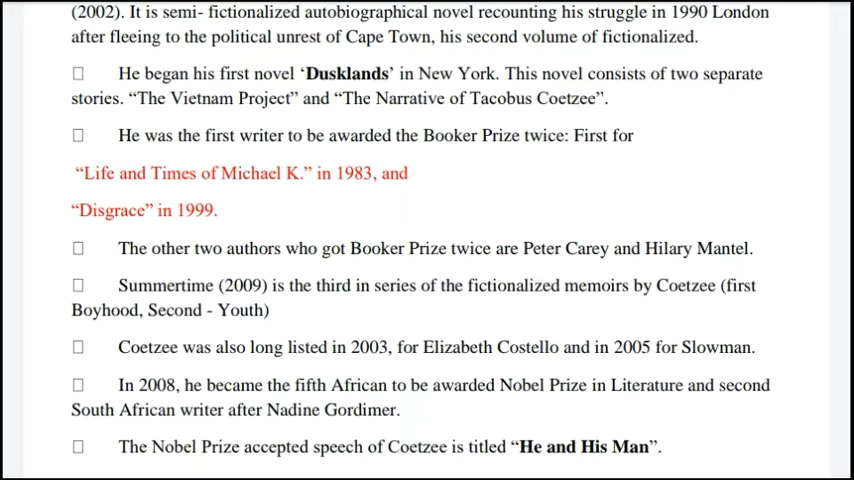 (2002). It is semi- fictionalized autobiographical novel recounting his struggle in 1990 London
after fleeing to the political unrest of Cape Town, his second volume of fictionalized.
He began his first novel ‘Dusklands’ in New York. This novel consists of two separate
stories. “The Vietnam Project” and “The Narrative of Tacobus Coetzee”.
He was the first writer to be awarded the Booker Prize twice: First for
“Life and Times of Michael K.” in 1983, and
“Disgrace” in 1999.
The other two authors who got Booker Prize twice are Peter Carey and Hilary Mantel.
Summertime (2009) is the third in series of the fictionalized memoirs by Coetzee (first
Boyhood, Second - Youth)
Coetzee was also long listed in 2003, for Elizabeth Costello and in 2005 for Slowman.
In 2008, he became the fifth African to be awarded Nobel Prize in Literature and second
South African writer after Nadine Gordimer.
The Nobel Prize accepted speech of Coetzee is titled “He and His Man”.